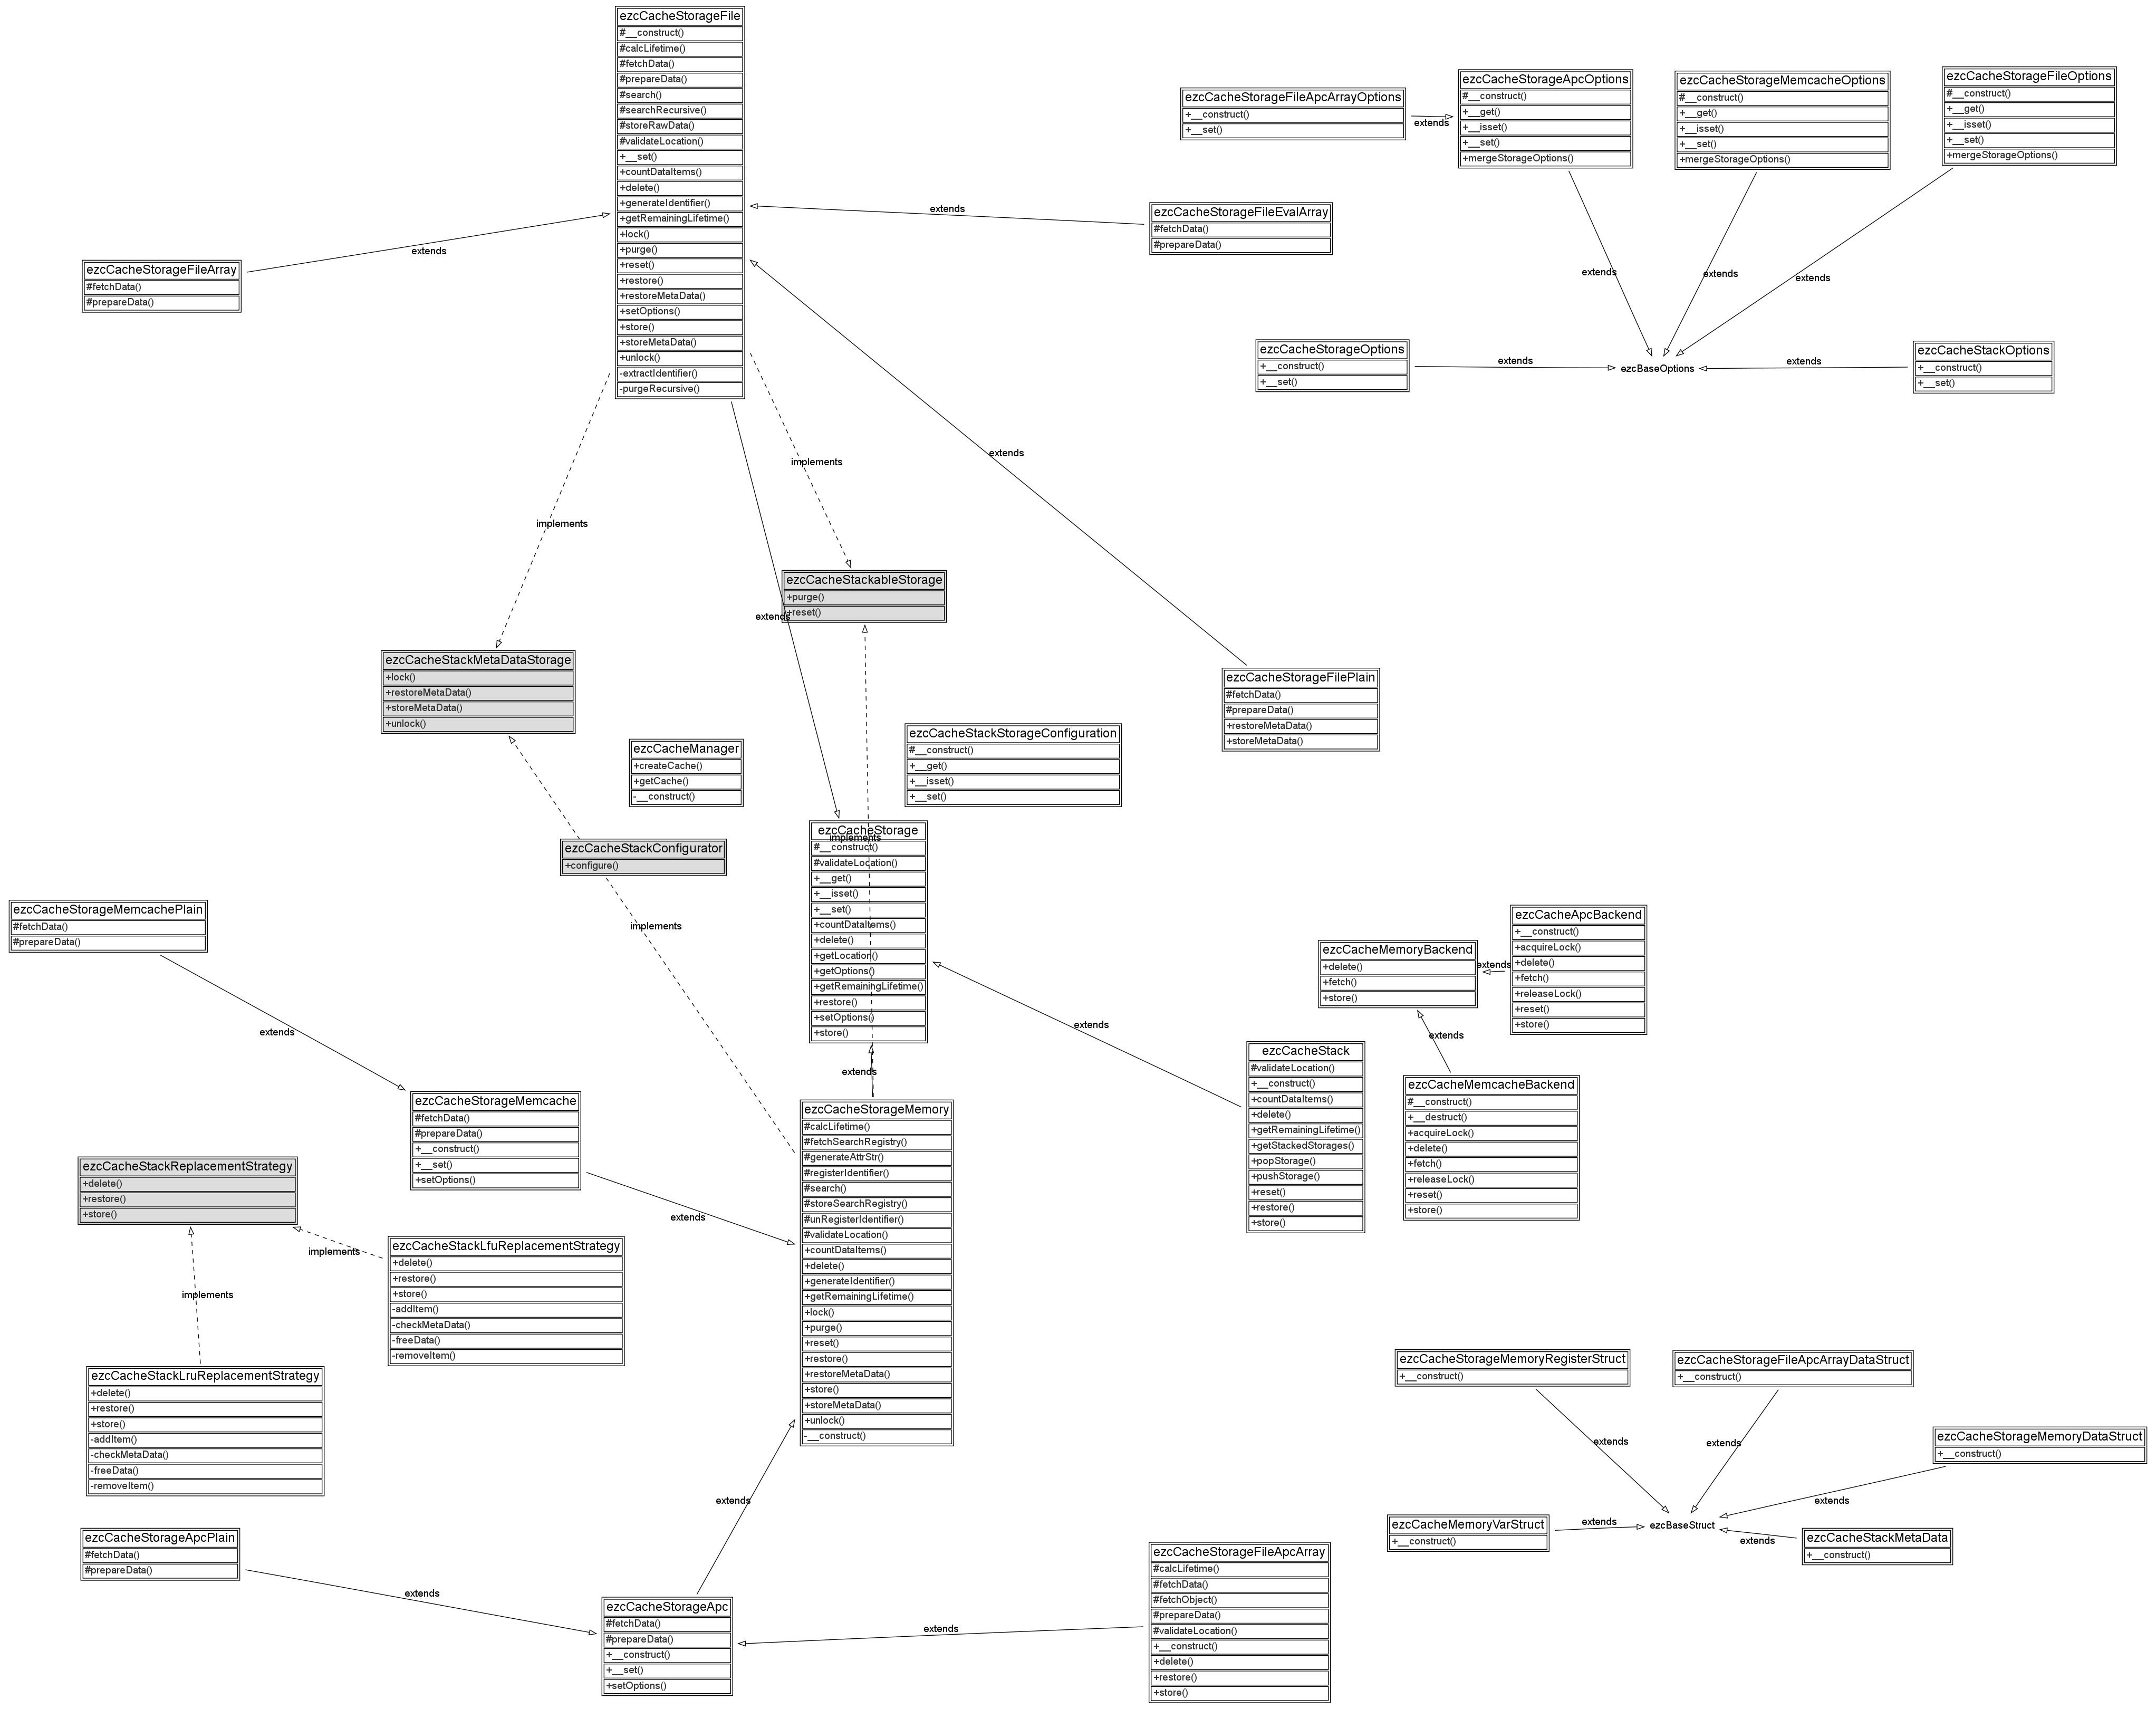 ezcCacheStorageFile
#__construct()
#calcLifetime()
#fetchData()
#prepareData()
#search()
#searchRecursive()
#storeRawData()
#validateLocation()
+__set()
+countDataItems()
+delete()
+generateIdentifier()
+getRemainingLifetime()
+lock()
+purge()
+reset()
+restore()
+restoreMetaData()
+setOptions()
+store()
+storeMetaData()
+unlock()
-extractIdentifier()
-purgeRecursive()
ezcCacheStorageFileApcArrayOptions
+__construct()
+__set()
extends
ezcCacheStorageApcOptions
#__construct()
+__get()
+__isset()
+__set()
+mergeStorageOptions()
ezcCacheStorageMemcacheOptions
#__construct()
+__get()
+__isset()
+__set()
+mergeStorageOptions()
ezcCacheStorageFileOptions
#__construct()
+__get()
+__isset()
+__set()
+mergeStorageOptions()
ezcCacheStorageFileArray
#fetchData()
#prepareData()
extends
extends
ezcCacheStorageFileEvalArray
#fetchData()
#prepareData()
extends
extends
extends
ezcCacheStorageOptions
+__construct()
+__set()
extends
ezcBaseOptions
extends
ezcCacheStackOptions
+__construct()
+__set()
extends
implements
implements
ezcCacheStackableStorage
+purge()
+reset()
extends
ezcCacheStackMetaDataStorage
+lock()
+restoreMetaData()
+storeMetaData()
+unlock()
ezcCacheStorageFilePlain
#fetchData()
#prepareData()
+restoreMetaData()
+storeMetaData()
ezcCacheManager
+createCache()
+getCache()
-__construct()
ezcCacheStackStorageConfiguration
#__construct()
+__get()
+__isset()
+__set()
ezcCacheStackConfigurator
+configure()
ezcCacheStorage
implements
#__construct()
#validateLocation()
+__get()
+__isset()
+__set()
+countDataItems()
+delete()
+getLocation()
+getOptions()
+getRemainingLifetime()
+restore()
+setOptions()
+store()
implements
ezcCacheStorageMemcachePlain
#fetchData()
#prepareData()
extends
ezcCacheMemoryBackend
+delete()
+fetch()
+store()
extends
ezcCacheApcBackend
+__construct()
+acquireLock()
+delete()
+fetch()
+releaseLock()
+reset()
+store()
extends
extends
extends
ezcCacheStack
#validateLocation()
+__construct()
+countDataItems()
+delete()
+getRemainingLifetime()
+getStackedStorages()
+popStorage()
+pushStorage()
+reset()
+restore()
+store()
ezcCacheMemcacheBackend
#__construct()
+__destruct()
+acquireLock()
+delete()
+fetch()
+releaseLock()
+reset()
+store()
ezcCacheStorageMemcache
#fetchData()
#prepareData()
+__construct()
+__set()
+setOptions()
extends
ezcCacheStorageMemory
#calcLifetime()
#fetchSearchRegistry()
#generateAttrStr()
#registerIdentifier()
#search()
#storeSearchRegistry()
#unRegisterIdentifier()
#validateLocation()
+countDataItems()
+delete()
+generateIdentifier()
+getRemainingLifetime()
+lock()
+purge()
+reset()
+restore()
+restoreMetaData()
+store()
+storeMetaData()
+unlock()
-__construct()
ezcCacheStackReplacementStrategy
+delete()
+restore()
+store()
implements
implements
ezcCacheStackLfuReplacementStrategy
+delete()
+restore()
+store()
-addItem()
-checkMetaData()
-freeData()
-removeItem()
ezcCacheStackLruReplacementStrategy
+delete()
+restore()
+store()
-addItem()
-checkMetaData()
-freeData()
-removeItem()
ezcCacheStorageMemoryRegisterStruct
+__construct()
ezcCacheStorageFileApcArrayDataStruct
+__construct()
ezcCacheStorageMemoryDataStruct
+__construct()
extends
extends
extends
ezcCacheMemoryVarStruct
+__construct()
extends
ezcBaseStruct
extends
ezcCacheStackMetaData
+__construct()
extends
ezcCacheStorageApcPlain
#fetchData()
#prepareData()
extends
ezcCacheStorageApc
#fetchData()
#prepareData()
+__construct()
+__set()
+setOptions()
extends
ezcCacheStorageFileApcArray
#calcLifetime()
#fetchData()
#fetchObject()
#prepareData()
#validateLocation()
+__construct()
+delete()
+restore()
+store()